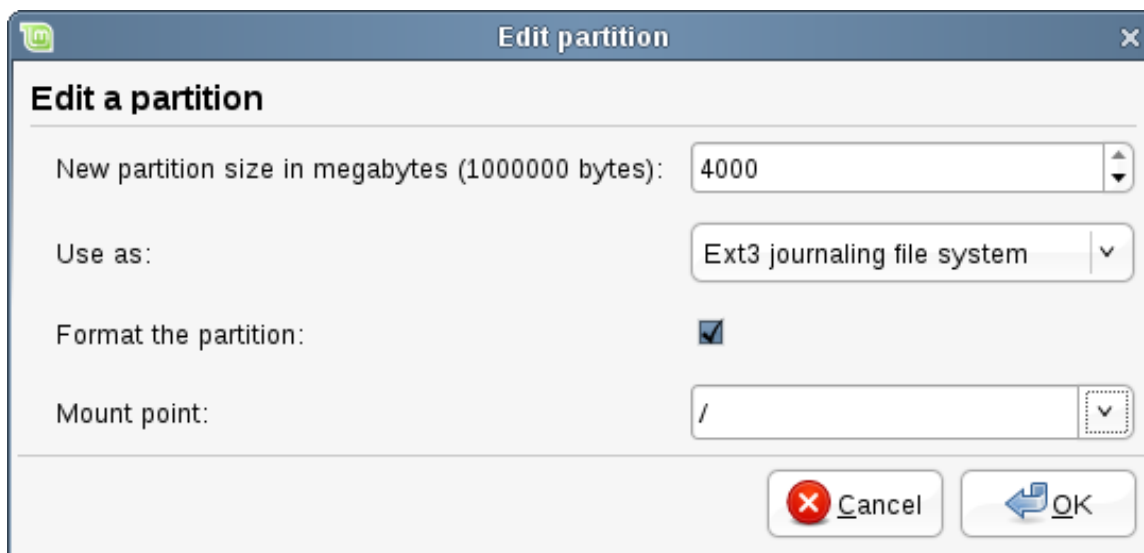 Edit partition
Edit a partition
New partition size in megabytes (1000000 bytes): 4000
Use as: Ext3 journaling file system
Format the partition:
Mount point: /
Cancel OK